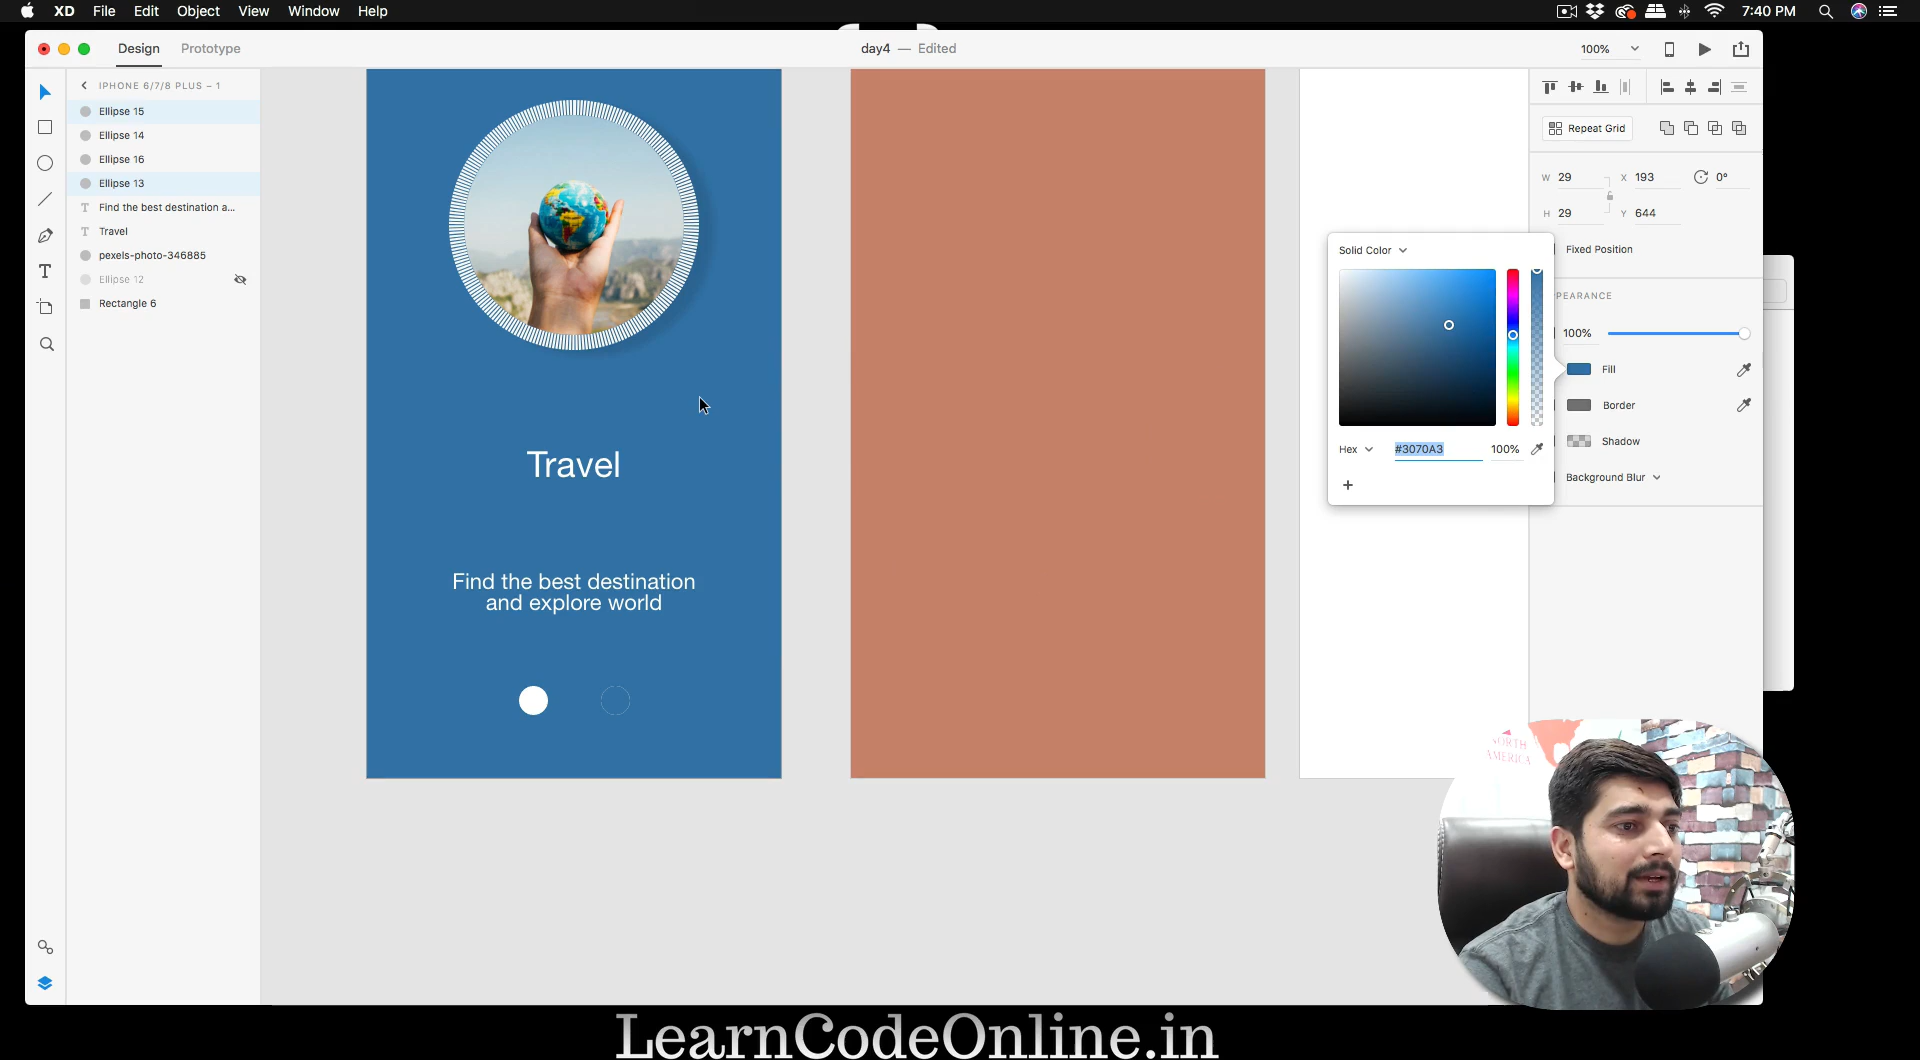 XD File Edit Object View Window Help
7:40 PM
Design Prototype
day4 — Edited
100%
IPHONE 6/7/8 PLUS – 1
Ellipse 15
Ellipse 14
Ellipse 16
Ellipse 13
Find the best destination a...
Travel
pexels-photo-346885
Ellipse 12
Rectangle 6
Travel
Find the best destination
and explore world
Repeat Grid
W 29 X 193 0°
H 29 Y 644
Fixed Position
PEARANCE
100%
Fill
Border
Shadow
Background Blur
Solid Color
Hex #3070A3 100%
NORTH
AMERICA
LearnCodeOnline.in